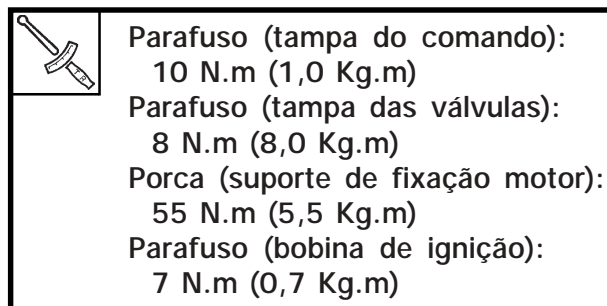 Parafuso (tampa do comando):
10 N.m (1,0 Kg.m)
Parafuso (tampa das válvulas):
8 N.m (8,0 Kg.m)
Porca (suporte de fixação motor):
55 N.m (5,5 Kg.m)
Parafuso (bobina de ignição):
7 N.m (0,7 Kg.m)